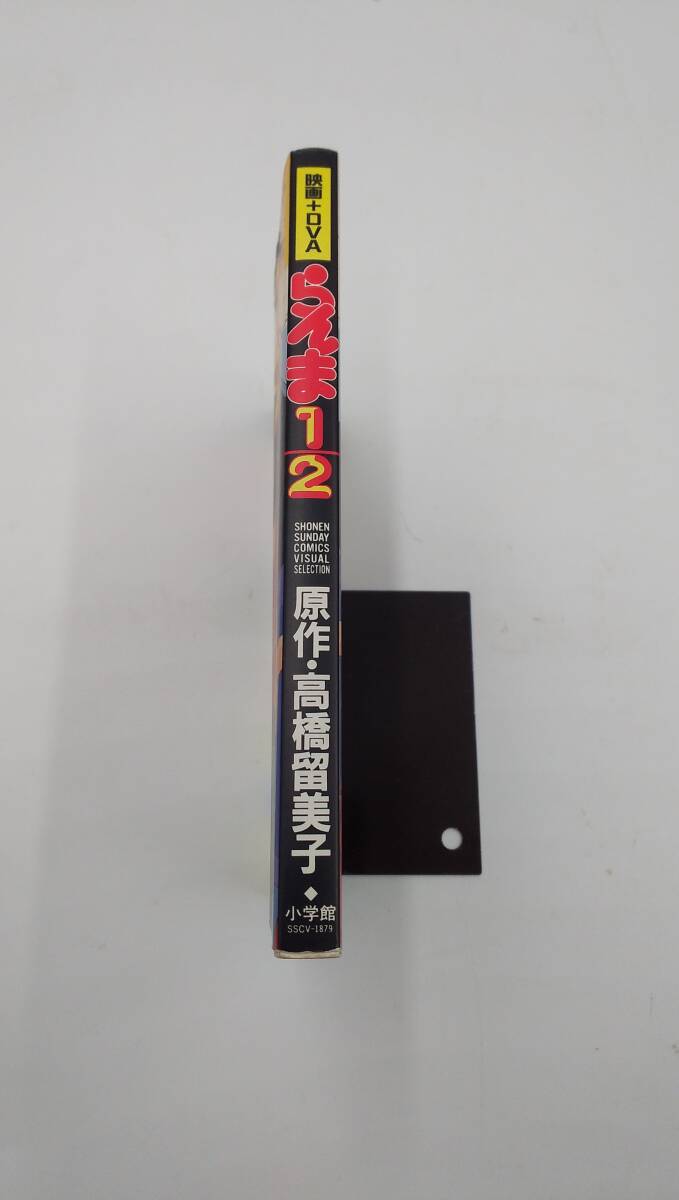 映画+OVA
らんま1/2
SHONEN
SUNDAY
COMICS
VISUAL
SELECTION
原作・高橋留美子◆
小学館
SSCV-1879